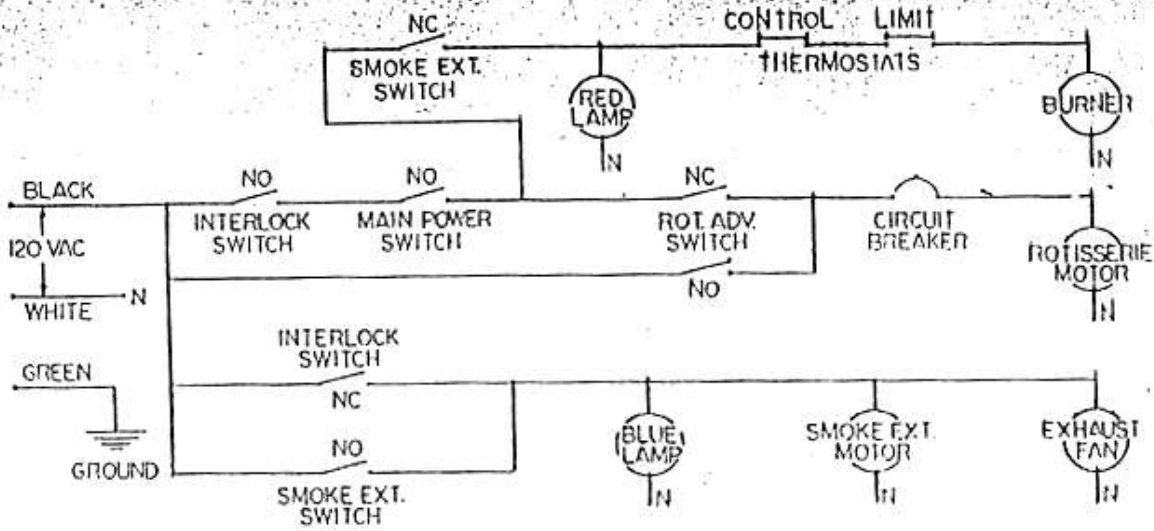 NC
SMOKE EXT.
SWITCH
RED
LAMP
N
CONTROL LIMIT
THERMOSTATS
BURNER
N
BLACK
120 VAC
WHITE
N
GREEN
GROUND
NO
INTERLOCK
SWITCH
NO
MAIN POWER
SWITCH
NC
ROT. ADV.
SWITCH
NO
CIRCUIT
BREAKER
ROTISSERIE
MOTOR
N
INTERLOCK
SWITCH
NC
NO
SMOKE EXT.
SWITCH
BLUE
LAMP
N
SMOKE EXT.
MOTOR
N
EXHAUST
FAN
N